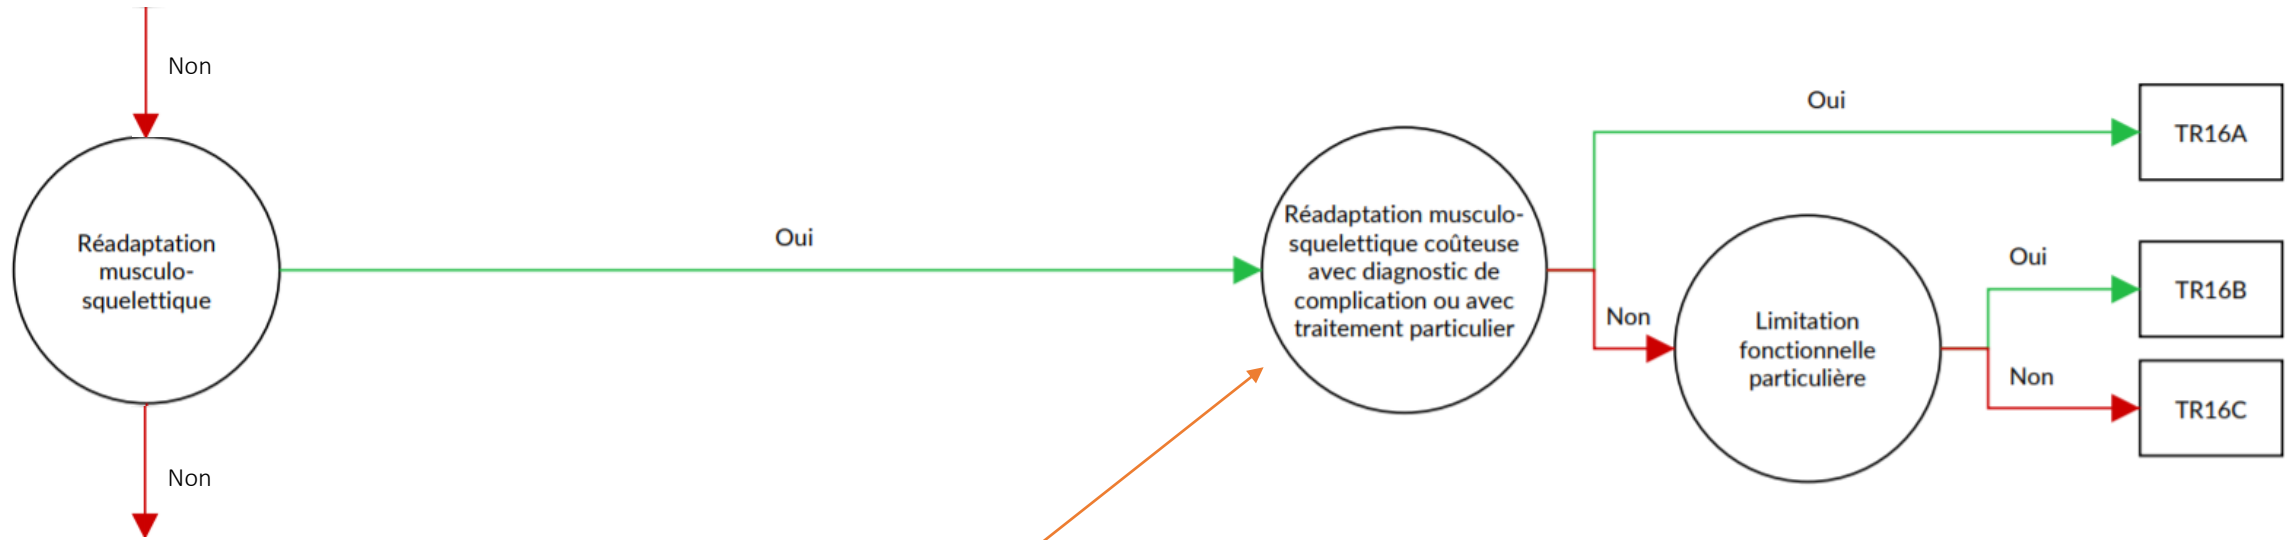 Non
Réadaptation
musculo-
squelettique
Non
Oui
Réadaptation musculo-
squelettique coûteuse
avec diagnostic de
complication ou avec
traitement particulier
Oui
TR16A
Non
Limitation
fonctionnelle
particulière
Oui
TR16B
Non
TR16C